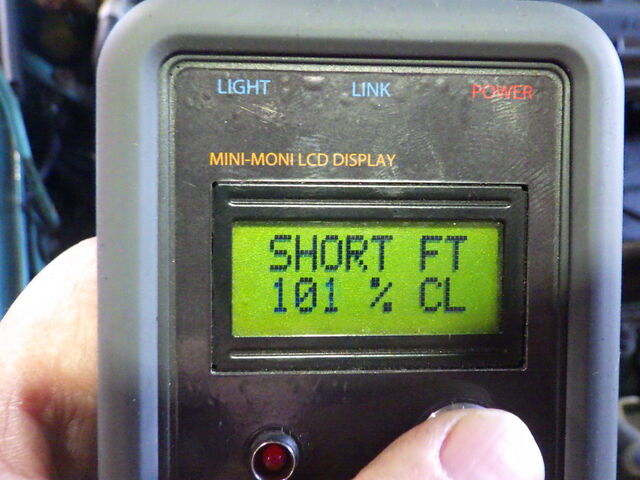 LIGHT LINK POWER
MINI-MONI LCD DISPLAY
SHORT FT
101 % CL